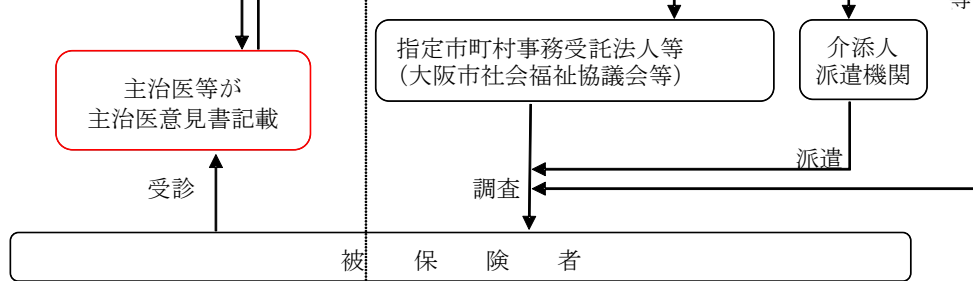 主治医等が
主治医意見書記載
指定市町村事務受託法人等
（大阪市社会福祉協議会等）
介添人
派遣機関
派遣
受診
調査
被保険者